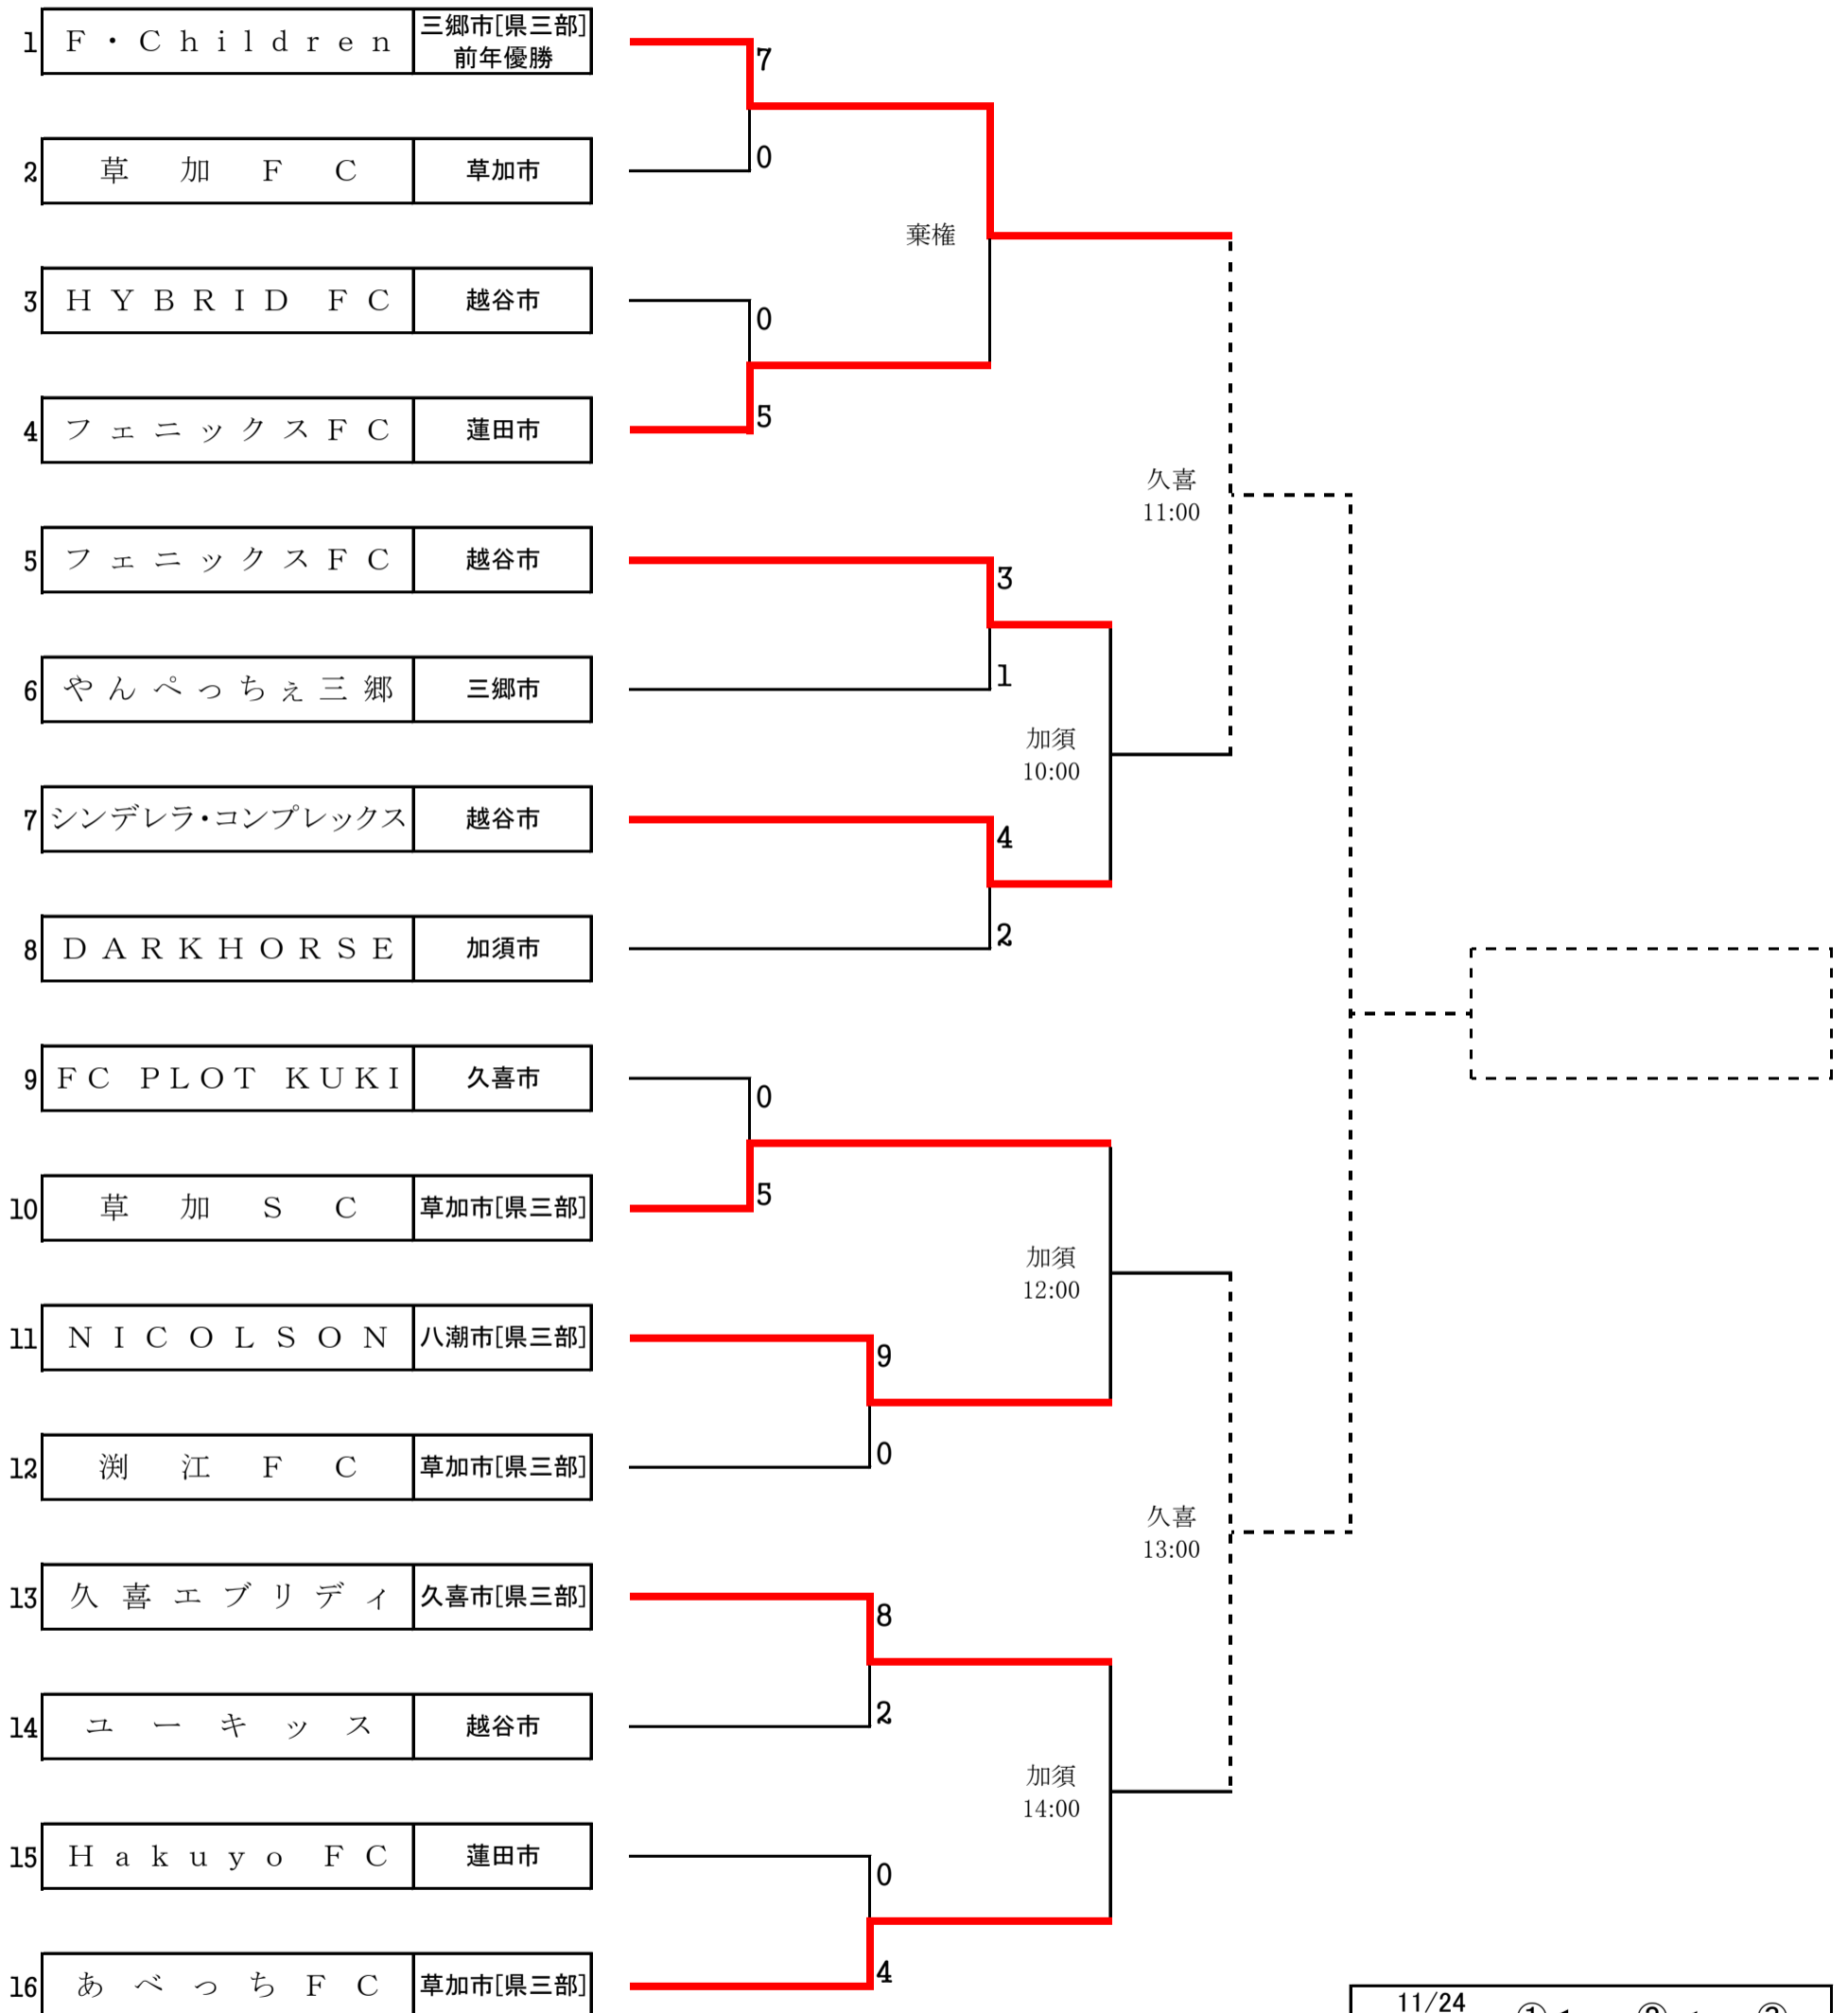 1 F・Children 三郷市[県三部]
前年優勝
7
0
2 草加FC 草加市
棄権
3 HYBRID FC 越谷市
0
5
4 フェニックスFC 蓮田市
久喜
11:00
5 フェニックスFC 越谷市
3
1
6 やんぺっちぇ三郷 三郷市
加須
10:00
7 シンデレラ・コンプレックス 越谷市
4
2
8 DARKHORSE 加須市
9 FC PLOT KUKI 久喜市
0
5
10 草加SC 草加市[県三部]
加須
12:00
11 NICOLSON 八潮市[県三部]
9
0
12 渕江FC 草加市[県三部]
久喜
13:00
13 久喜エブリディ 久喜市[県三部]
8
2
14 ユーキッス 越谷市
加須
14:00
15 Hakuyo FC 蓮田市
0
4
16 あべっちFC 草加市[県三部]
11/24